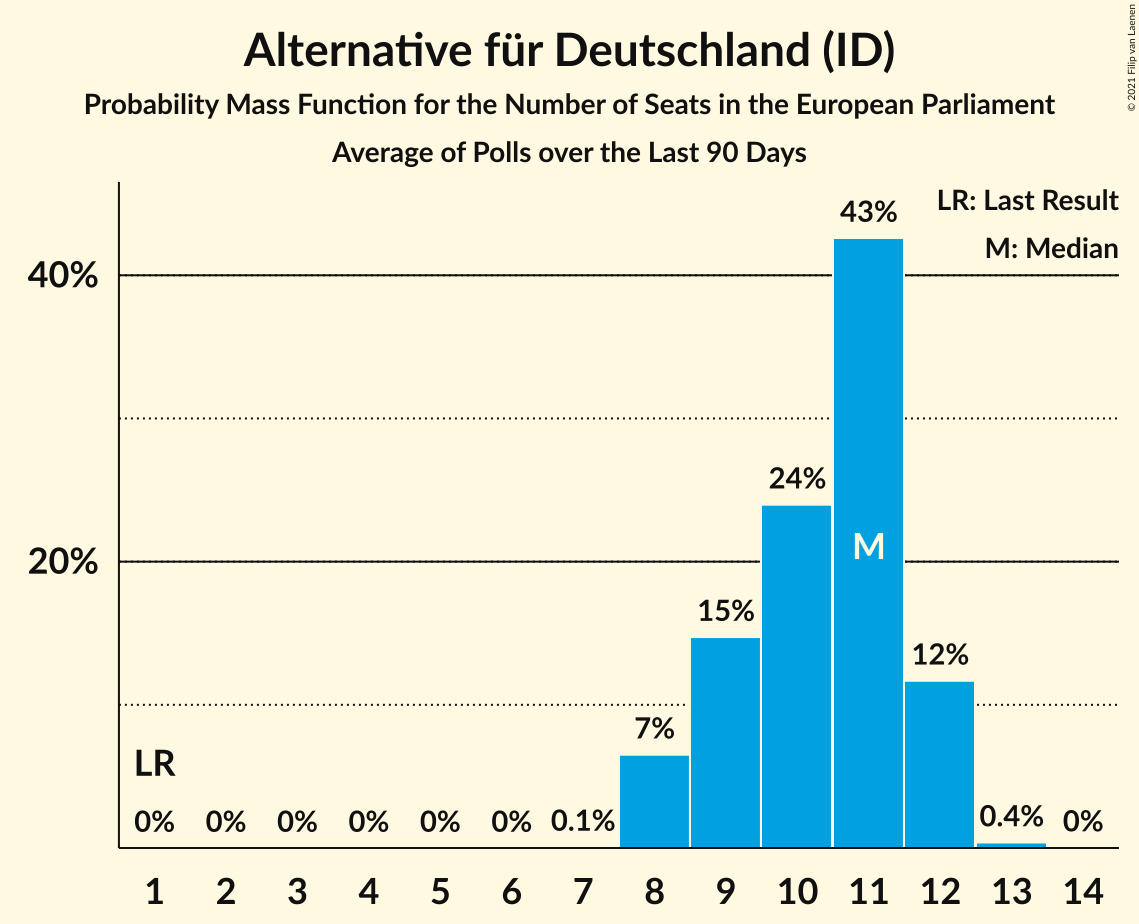 Alternative für Deutschland (ID)
Probability Mass Function for the Number of Seats in the European Parliament
Average of Polls over the Last 90 Days
© 2021 Filip van Laenen
LR: Last Result
M: Median
43%
40%
24%
M
20%
15%
12%
7%
LR
0% 0% 0% 0% 0% 0% 0.1% 0.4% 0%
1 2 3 4 5 6 7 8 9 10 11 12 13 14